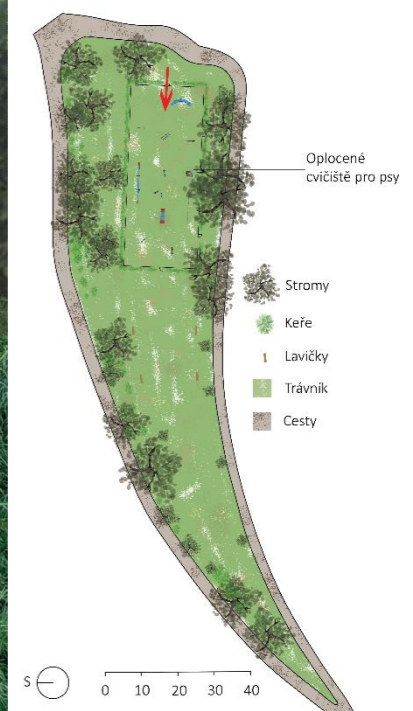 Oplocené
cvičiště pro psy
Stromy
Keře
Lavičky
Trávník
Cesty
S
0 10 20 30 40